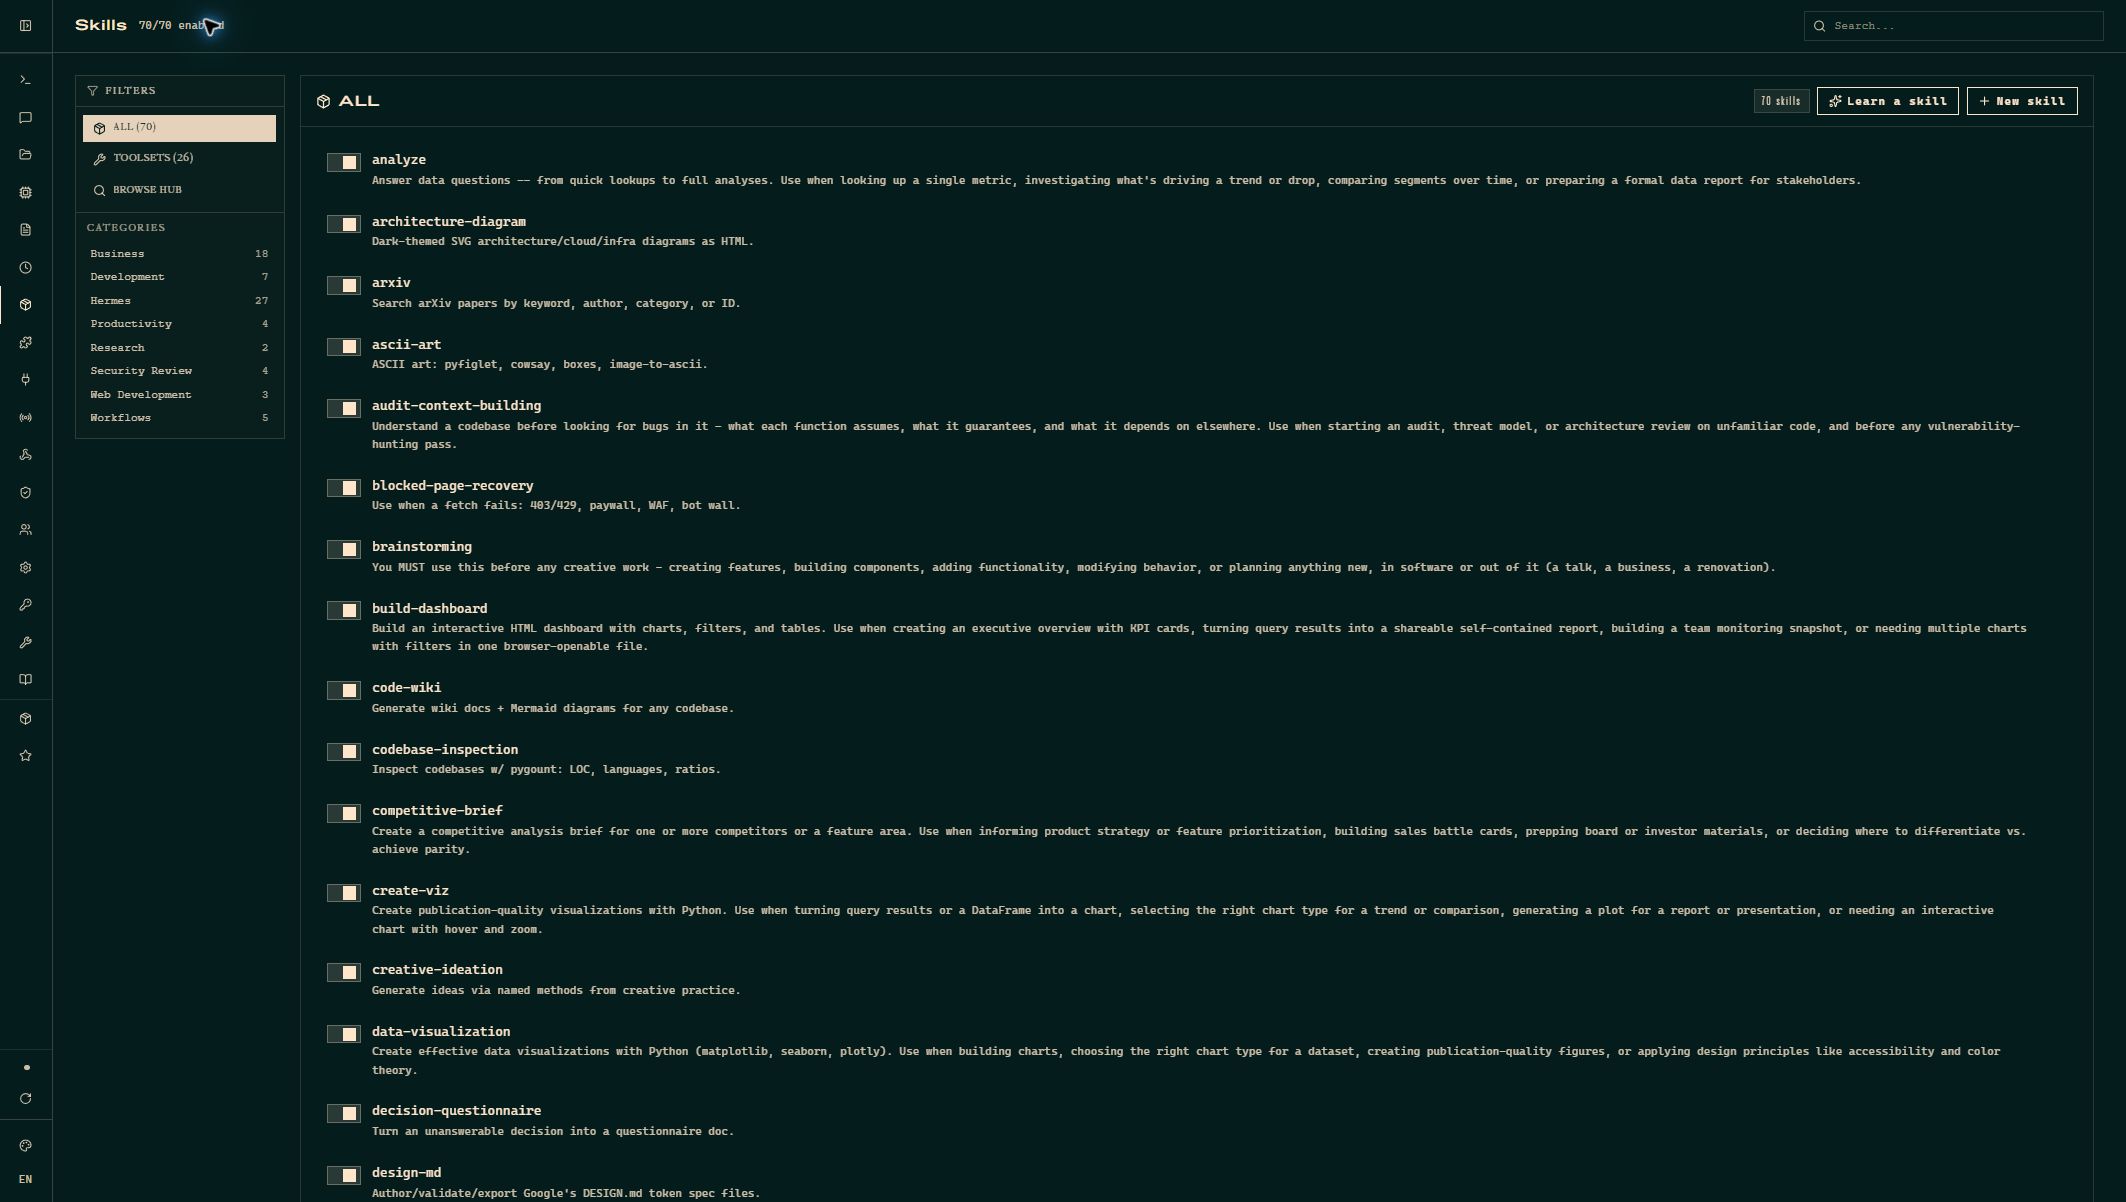 Skills 70/70 enabled
Search...
FILTERS
ALL (70)
TOOLSETS (26)
BROWSE HUB
CATEGORIES
Business 18
Development 7
Hermes 27
Productivity 4
Research 2
Security Review 4
Web Development 3
Workflows 5
ALL
70 skills
Learn a skill
New skill
analyze
Answer data questions -- from quick lookups to full analyses. Use when looking up a single metric, investigating what's driving a trend or drop, comparing segments over time, or preparing a formal data report for stakeholders.
architecture-diagram
Dark-themed SVG architecture/cloud/infra diagrams as HTML.
arxiv
Search arXiv papers by keyword, author, category, or ID.
ascii-art
ASCII art: pyfiglet, cowsay, boxes, image-to-ascii.
audit-context-building
Understand a codebase before looking for bugs in it — what each function assumes, what it guarantees, and what it depends on elsewhere. Use when starting an audit, threat model, or architecture review on unfamiliar code, and before any vulnerability-
hunting pass.
blocked-page-recovery
Use when a fetch fails: 403/429, paywall, WAF, bot wall.
brainstorming
You MUST use this before any creative work - creating features, building components, adding functionality, modifying behavior, or planning anything new, in software or out of it (a talk, a business, a renovation).
build-dashboard
Build an interactive HTML dashboard with charts, filters, and tables. Use when creating an executive overview with KPI cards, turning query results into a shareable self-contained report, building a team monitoring snapshot, or needing multiple charts
with filters in one browser-openable file.
code-wiki
Generate wiki docs + Mermaid diagrams for any codebase.
codebase-inspection
Inspect codebases w/ pygount: LOC, languages, ratios.
competitive-brief
Create a competitive analysis brief for one or more competitors or a feature area. Use when informing product strategy or feature prioritization, building sales battle cards, prepping board or investor materials, or deciding where to differentiate vs.
achieve parity.
create-viz
Create publication-quality visualizations with Python. Use when turning query results or a DataFrame into a chart, selecting the right chart type for a trend or comparison, generating a plot for a report or presentation, or needing an interactive
chart with hover and zoom.
creative-ideation
Generate ideas via named methods from creative practice.
data-visualization
Create effective data visualizations with Python (matplotlib, seaborn, plotly). Use when building charts, choosing the right chart type for a dataset, creating publication-quality figures, or applying design principles like accessibility and color
theory.
decision-questionnaire
Turn an unanswerable decision into a questionnaire doc.
design-md
Author/validate/export Google's DESIGN.md token spec files.
EN